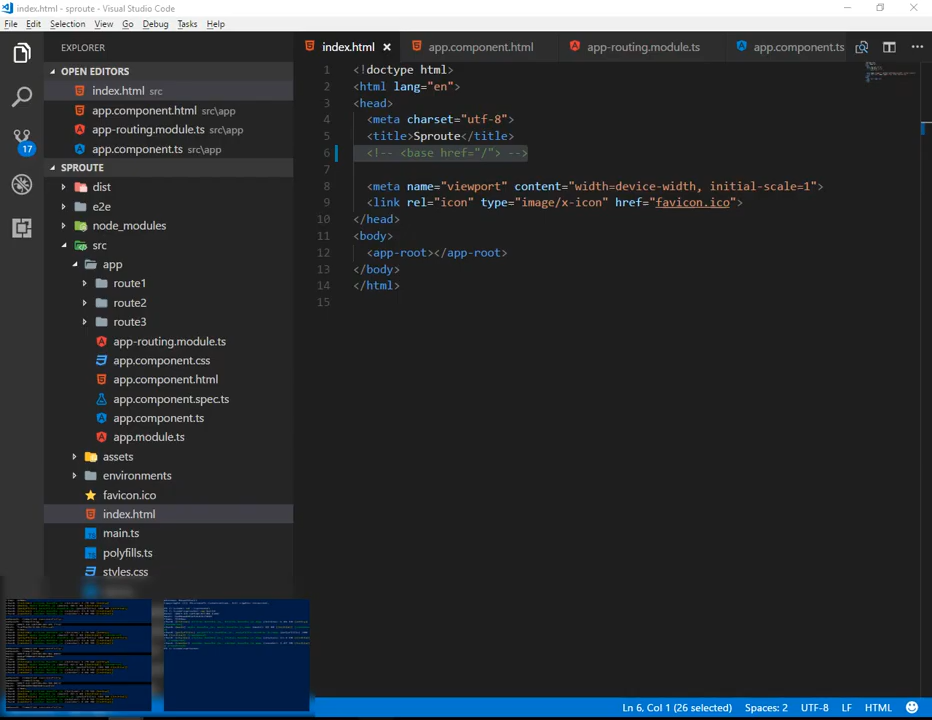 index.html - sproute - Visual Studio Code
File Edit Selection View Go Debug Tasks Help
EXPLORER
OPEN EDITORS
index.html src
app.component.html src\app
app-routing.module.ts src\app
app.component.ts src\app
17
SPROUTE
dist
e2e
node_modules
src
app
route1
route2
route3
app-routing.module.ts
app.component.css
app.component.html
app.component.spec.ts
app.component.ts
app.module.ts
assets
environments
favicon.ico
index.html
main.ts
polyfills.ts
styles.css
index.html app.component.html app-routing.module.ts app.component.ts
1 <!doctype html>
2 <html lang="en">
3 <head>
4 <meta charset="utf-8">
5 <title>Sproute</title>
6 <!-- <base href="/"> -->
7
8 <meta name="viewport" content="width=device-width, initial-scale=1">
9 <link rel="icon" type="image/x-icon" href="favicon.ico">
10 </head>
11 <body>
12 <app-root></app-root>
13 </body>
14 </html>
15
Ln 6, Col 1 (26 selected) Spaces: 2 UTF-8 LF HTML